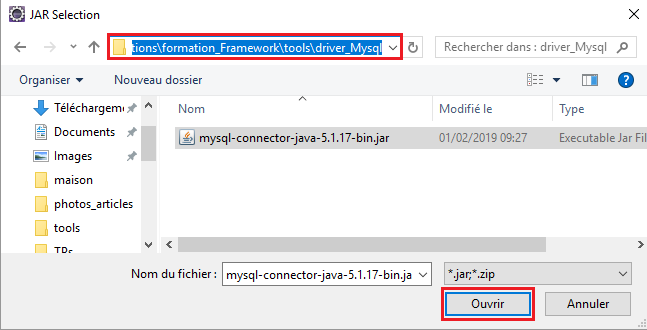 JAR Selection
tions\formation_Framework\tools\driver_Mysql
Rechercher dans : driver_Mysql
Organiser
Nouveau dossier
Nom
Modifié le
Type
Téléchargeme
Documents
Images
maison
photos_articles
tools
TPs
mysql-connector-java-5.1.17-bin.jar
01/02/2019 09:27
Executable Jar Fil
Nom du fichier :
mysql-connector-java-5.1.17-bin.ja
*.jar;*.zip
Ouvrir
Annuler